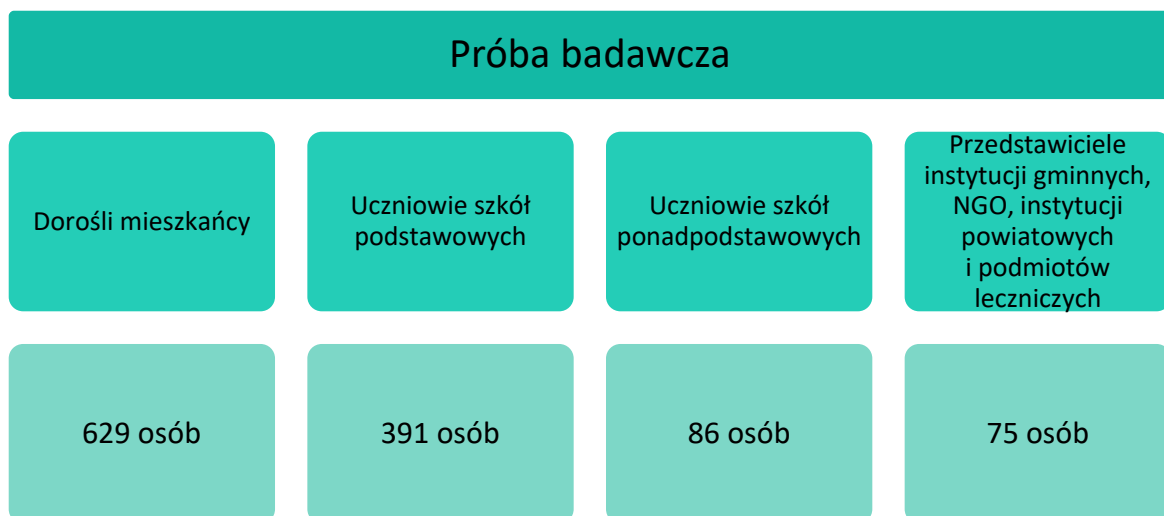 Próba badawcza
Dorośli mieszkańcy
Uczniowie szkół
podstawowych
Uczniowie szkół
ponadpodstawowych
Przedstawiciele
instytucji gminnych,
NGO, instytucji
powiatowych
i podmiotów
leczniczych
629 osób
391 osób
86 osób
75 osób